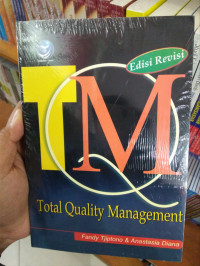 Edisi Revisi
TQM
Total Quality Management
Fandy Tjiptono & Anastasia Diana